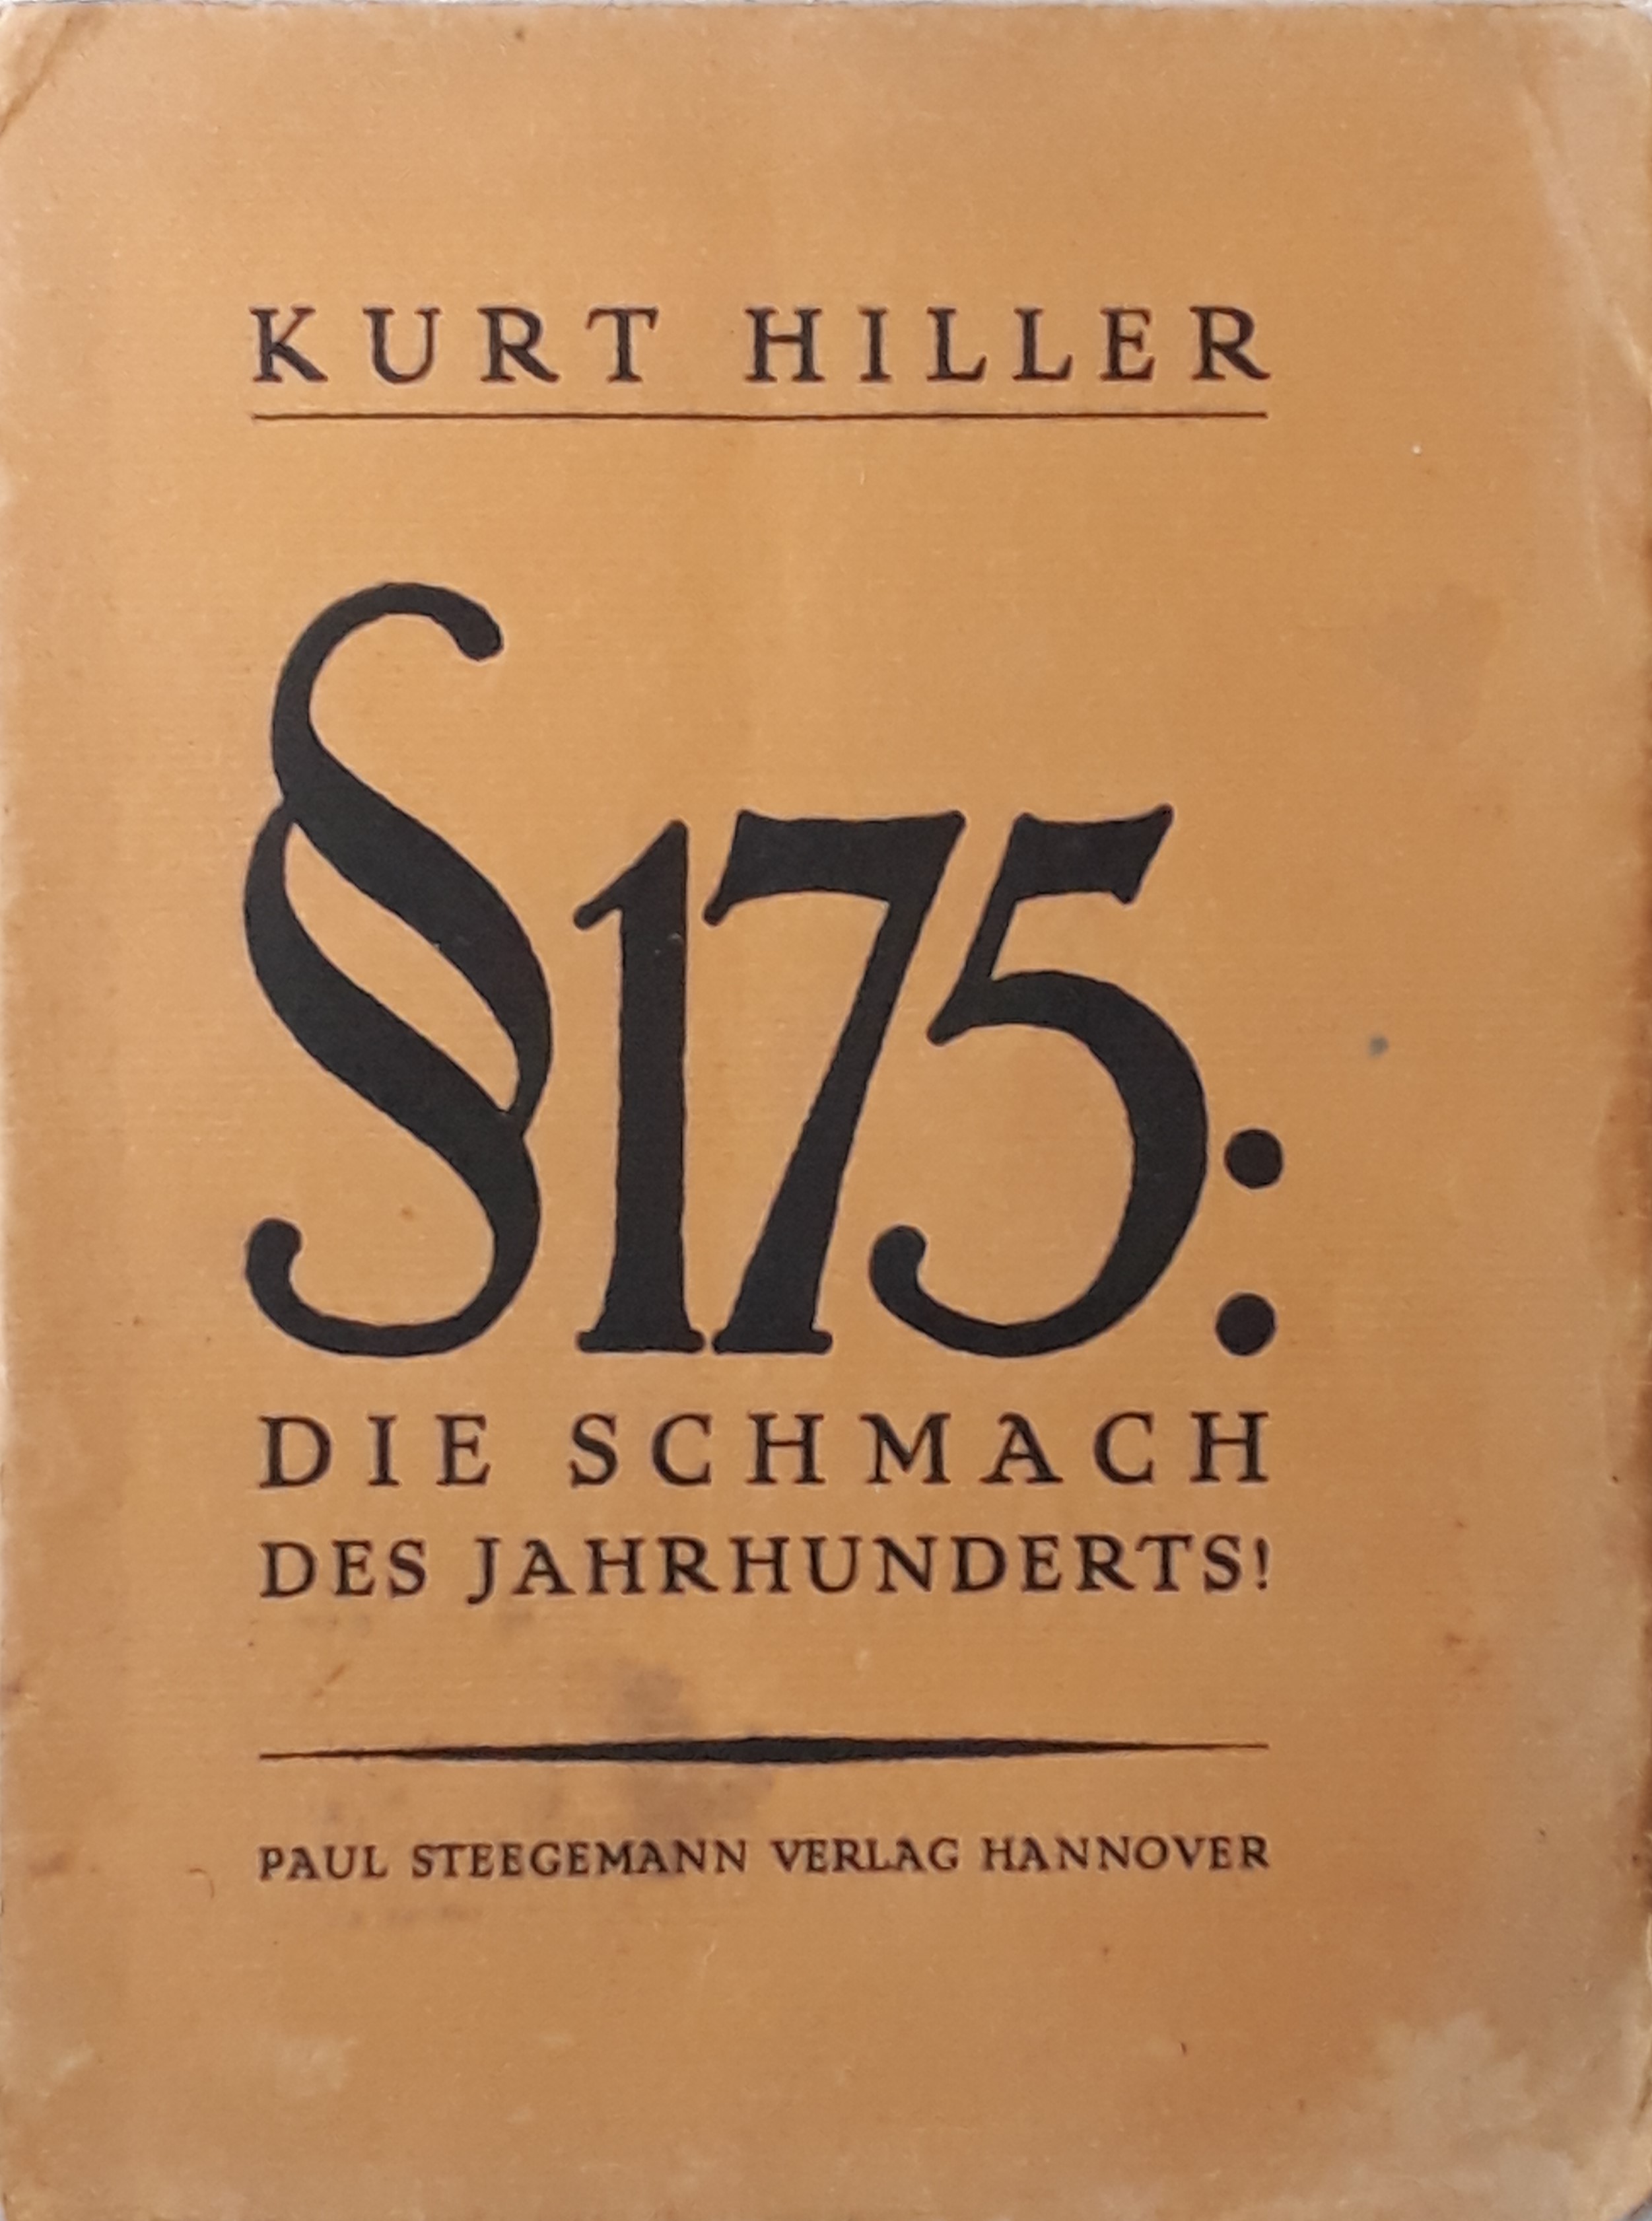 KURT HILLER
§175:
DIE SCHMACH
DES JAHRHUNDERTS!
PAUL STEEGEMANN VERLAG HANNOVER